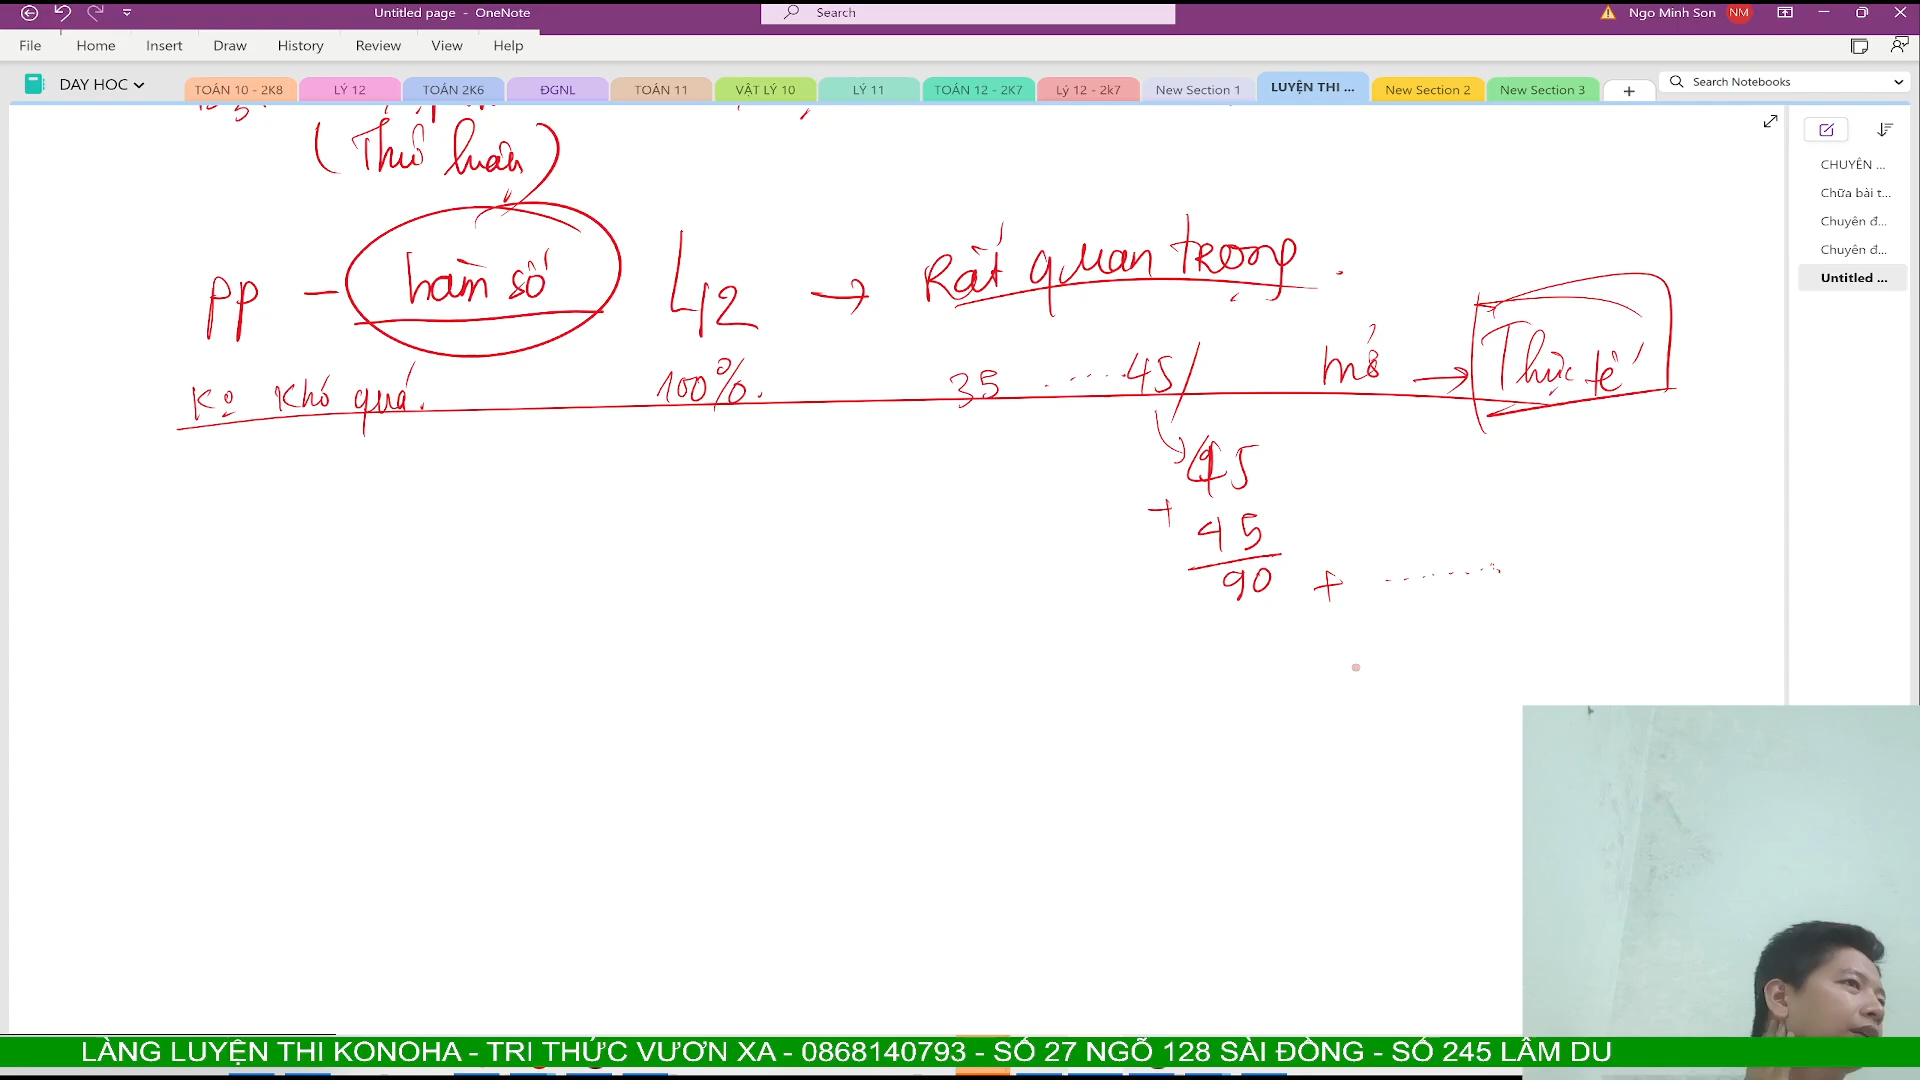 Untitled page - OneNote
Search
Ngo Minh Son
NM
File Home Insert Draw History Review View Help
DAY HOC
TOÁN 10 - 2K8
LÝ 12
TOÁN 2K6
ĐGNL
TOÁN 11
VẬT LÝ 10
LÝ 11
TOÁN 12 - 2K7
Lý 12 - 2k7
New Section 1
LUYỆN THI ...
New Section 2
New Section 3
+
Search Notebooks
CHUYÊN ...
Chữa bài t...
Chuyên đ...
Chuyên đ...
Untitled ...
(Thổ luân)
PP - hàm số L12 → Rất quan trọng.
Ko khó quá. 100%. 35 ...... 45/ mở → Thực tế
45
+
45
90 + ........
LÀNG LUYỆN THI KONOHA - TRI THỨC VƯƠN XA - 0868140793 - SỐ 27 NGÕ 128 SÀI ĐỒNG - SỐ 245 LÂM DU